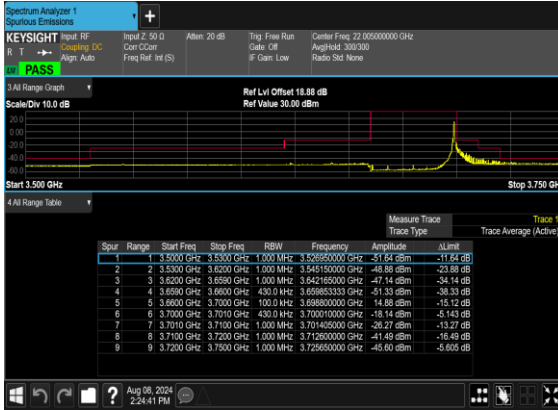 Spectrum Analyzer 1
Spurious Emissions
KEYSIGHT Input: RF Input Z: 50 Ω Atten: 20 dB Trig: Free Run Center Freq: 22.005000000 GHz
R T Coupling: DC Corr CCorr Gate: Off Avg|Hold: 300/300
Align: Auto Freq Ref: Int (S) IF Gain: Low Radio Std: None
PASS
3 All Range Graph
Ref Lvl Offset 18.88 dB
Scale/Div 10.0 dB Ref Value 30.00 dBm
20.0
0.00
-20.0
-40.0
-60.0
Start 3.500 GHz Stop 3.750 GH
4 All Range Table
Measure Trace Trace 1
Trace Type Trace Average (Active)
Spur Range Start Freq Stop Freq RBW Frequency Amplitude ΔLimit
1 1 3.5000 GHz 3.5300 GHz 1.000 MHz 3.526950000 GHz -51.64 dBm -11.64 dB
2 2 3.5300 GHz 3.6200 GHz 1.000 MHz 3.545150000 GHz -48.88 dBm -23.88 dB
3 3 3.6200 GHz 3.6590 GHz 1.000 MHz 3.642165000 GHz -47.14 dBm -34.14 dB
4 4 3.6590 GHz 3.6600 GHz 430.0 kHz 3.659853333 GHz -51.33 dBm -38.33 dB
5 5 3.6600 GHz 3.7000 GHz 100.0 kHz 3.698800000 GHz 14.88 dBm -15.12 dB
6 6 3.7000 GHz 3.7010 GHz 430.0 kHz 3.700010000 GHz -18.14 dBm -5.143 dB
7 7 3.7010 GHz 3.7100 GHz 1.000 MHz 3.701405000 GHz -26.27 dBm -13.27 dB
8 8 3.7100 GHz 3.7200 GHz 1.000 MHz 3.712600000 GHz -41.49 dBm -16.49 dB
9 9 3.7200 GHz 3.7500 GHz 1.000 MHz 3.725650000 GHz -45.60 dBm -5.605 dB
Aug 08, 2024
2:24:41 PM